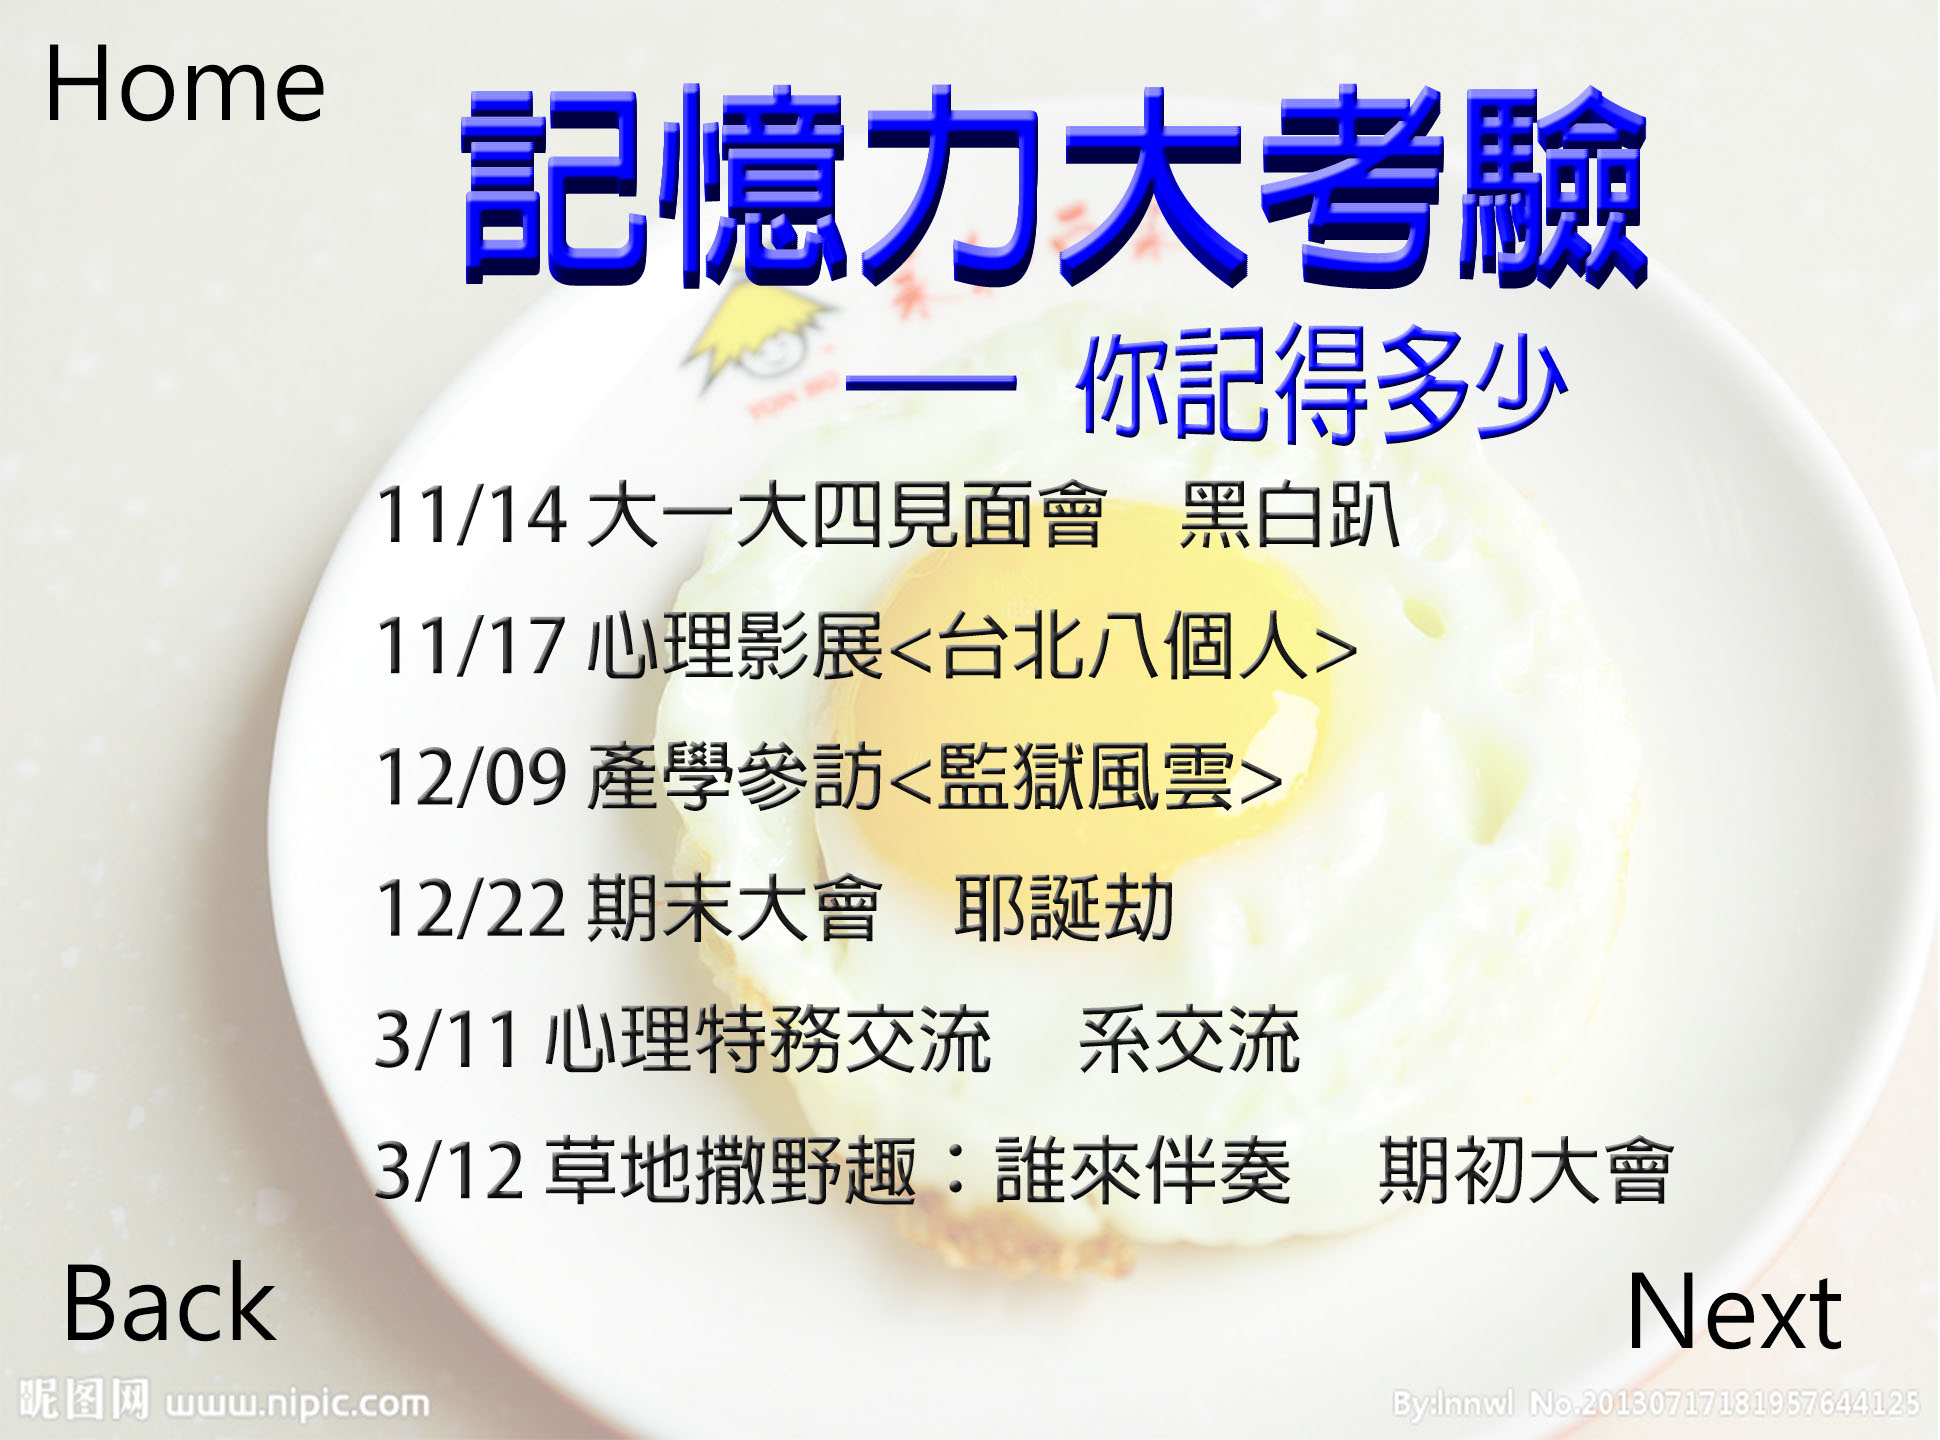 Home
記憶力大考驗
── 你記得多少
11/14 大一大四見面會　黑白趴
11/17 心理影展<台北八個人>
12/09 產學參訪<監獄風雲>
12/22 期末大會　耶誕劫
3/11 心理特務交流　系交流
3/12 草地撒野趣：誰來伴奏　期初大會
Back
Next
昵图网 www.nipic.com
By:lnnwl No.20130717181957644125